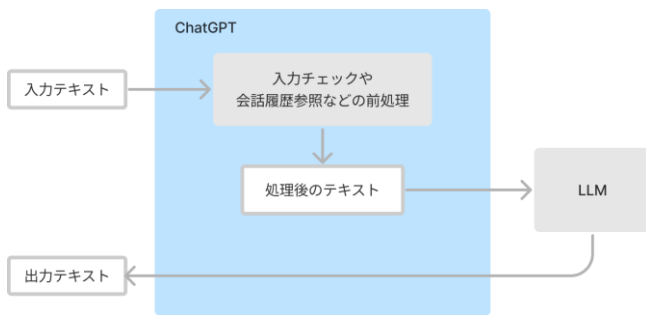 ChatGPT
入力テキスト
入力チェックや
会話履歴参照などの前処理
処理後のテキスト
LLM
出力テキスト